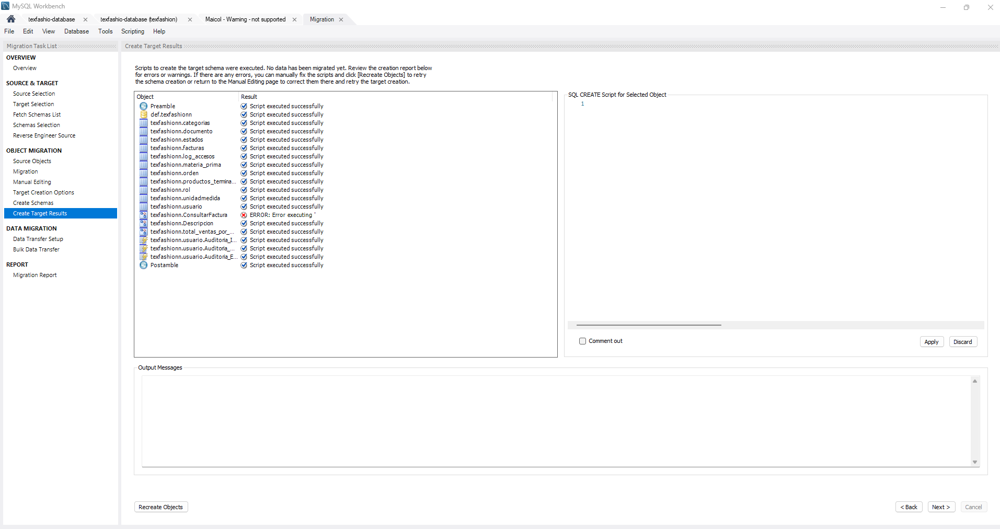 MySQL Workbench
texfashio-database
texfashio-database (texfashion)
Maicol - Warning - not supported
Migration
File Edit View Database Tools Scripting Help
Migration Task List
OVERVIEW
Overview
SOURCE & TARGET
Source Selection
Target Selection
Fetch Schemas List
Schemas Selection
Reverse Engineer Source
OBJECT MIGRATION
Source Objects
Migration
Manual Editing
Target Creation Options
Create Schemas
Create Target Results
DATA MIGRATION
Data Transfer Setup
Bulk Data Transfer
REPORT
Migration Report
Create Target Results
Scripts to create the target schema were executed. No data has been migrated yet. Review the creation report below
for errors or warnings. If there are any errors, you can manually fix the scripts and click [Recreate Objects] to retry
the schema creation or return to the Manual Editing page to correct them there and retry the target creation.
Object Result
Preamble Script executed successfully
def.texfashionn Script executed successfully
texfashionn.categorias Script executed successfully
texfashionn.documento Script executed successfully
texfashionn.estados Script executed successfully
texfashionn.facturas Script executed successfully
texfashionn.log_accesos Script executed successfully
texfashionn.materia_prima Script executed successfully
texfashionn.orden Script executed successfully
texfashionn.productos_termina... Script executed successfully
texfashionn.rol Script executed successfully
texfashionn.unidadmedida Script executed successfully
texfashionn.usuario Script executed successfully
texfashionn.ConsultarFactura ERROR: Error executing '
texfashionn.Descripcion Script executed successfully
texfashionn.total_ventas_por_... Script executed successfully
texfashionn.usuario.Auditoria_I... Script executed successfully
texfashionn.usuario.Auditoria_... Script executed successfully
texfashionn.usuario.Auditoria_E... Script executed successfully
Postamble Script executed successfully
SQL CREATE Script for Selected Object
1
Comment out
Apply
Discard
Output Messages
Recreate Objects
< Back
Next >
Cancel